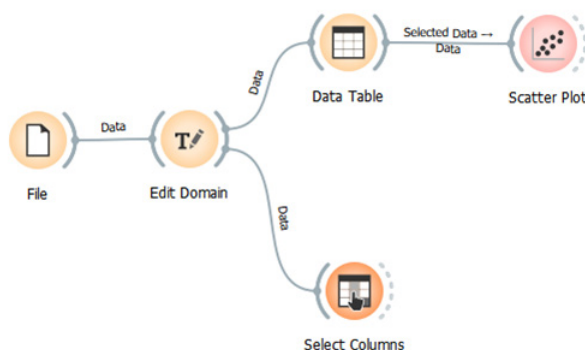 Selected Data →
Data
Data
Data Table
Scatter Plot
Data
T
File
Edit Domain
Data
Select Columns